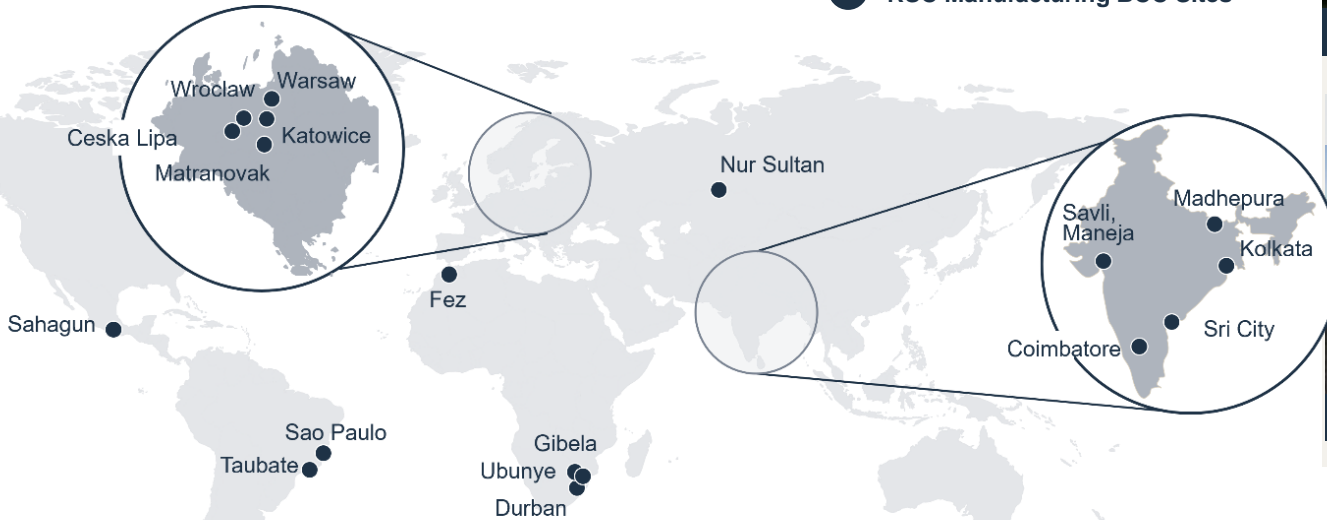 Wroclaw
Warsaw
Ceska Lipa
Katowice
Matranovak
Nur Sultan
Madhepura
Savli,
Maneja
Kolkata
Fez
Sahagun
Sri City
Coimbatore
Sao Paulo
Gibela
Taubate
Ubunye
Durban